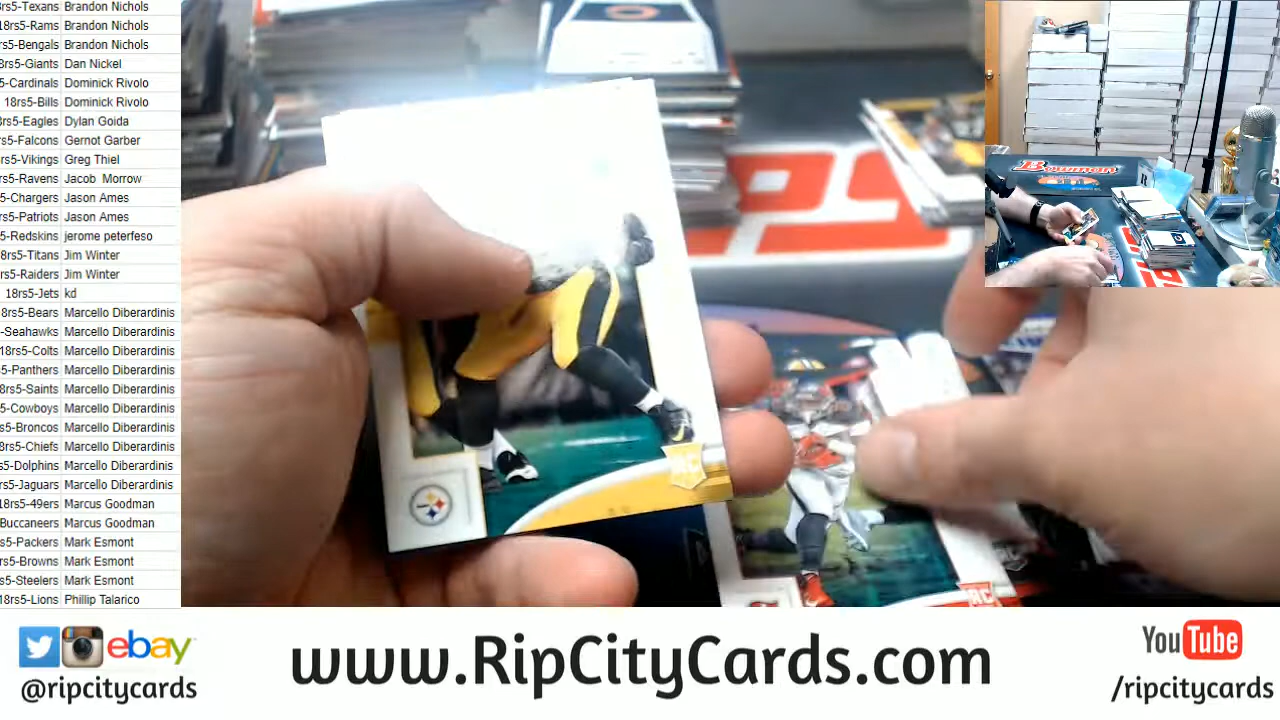 8rs5-Texans Brandon Nichols
18rs5-Rams Brandon Nichols
rs5-Bengals Brandon Nichols
8rs5-Giants Dan Nickel
5-Cardinals Dominick Rivolo
18rs5-Bills Dominick Rivolo
8rs5-Eagles Dylan Goida
rs5-Falcons Gernot Garber
rs5-Vikings Greg Thiel
rs5-Ravens Jacob Morrow
5-Chargers Jason Ames
s5-Patriots Jason Ames
5-Redskins jerome peterfeso
18rs5-Titans Jim Winter
rs5-Raiders Jim Winter
18rs5-Jets kd
8rs5-Bears Marcello Diberardinis
-Seahawks Marcello Diberardinis
18rs5-Colts Marcello Diberardinis
5-Panthers Marcello Diberardinis
8rs5-Saints Marcello Diberardinis
s5-Cowboys Marcello Diberardinis
5-Broncos Marcello Diberardinis
8rs5-Chiefs Marcello Diberardinis
s5-Dolphins Marcello Diberardinis
rs5-Jaguars Marcello Diberardinis
18rs5-49ers Marcus Goodman
Buccaneers Marcus Goodman
s5-Packers Mark Esmont
rs5-Browns Mark Esmont
rs5-Steelers Mark Esmont
18rs5-Lions Phillip Talarico
Bowman
RC
RC
ebay
@ripcitycards
www.RipCityCards.com
YouTube
/ripcitycards